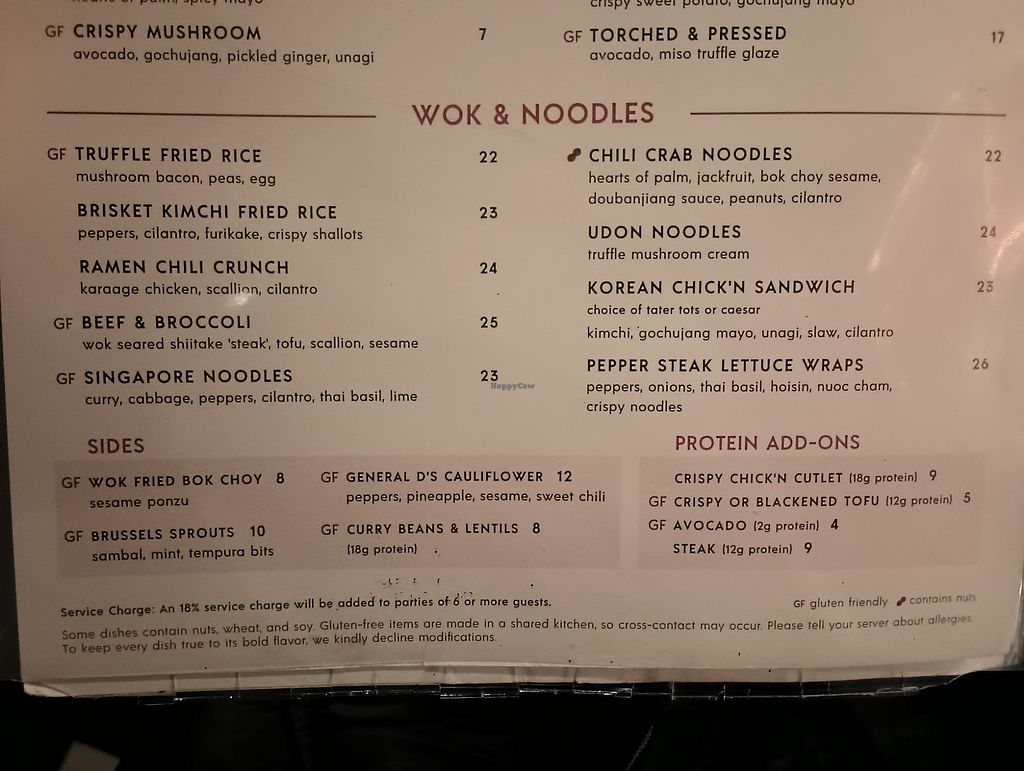 hearts of palm, spicy mayo
crispy sweet potato, gochujang mayo
GF CRISPY MUSHROOM 7
avocado, gochujang, pickled ginger, unagi
GF TORCHED & PRESSED 17
avocado, miso truffle glaze
WOK & NOODLES
GF TRUFFLE FRIED RICE 22
mushroom bacon, peas, egg
BRISKET KIMCHI FRIED RICE 23
peppers, cilantro, furikake, crispy shallots
RAMEN CHILI CRUNCH 24
karaage chicken, scallion, cilantro
GF BEEF & BROCCOLI 25
wok seared shiitake 'steak', tofu, scallion, sesame
GF SINGAPORE NOODLES 23
curry, cabbage, peppers, cilantro, thai basil, lime
CHILI CRAB NOODLES 22
hearts of palm, jackfruit, bok choy sesame,
doubanjiang sauce, peanuts, cilantro
UDON NOODLES 24
truffle mushroom cream
KOREAN CHICK'N SANDWICH 23
choice of tater tots or caesar
kimchi, gochujang mayo, unagi, slaw, cilantro
PEPPER STEAK LETTUCE WRAPS 26
peppers, onions, thai basil, hoisin, nuoc cham,
crispy noodles
HappyCow
SIDES
GF WOK FRIED BOK CHOY 8
sesame ponzu
GF BRUSSELS SPROUTS 10
sambal, mint, tempura bits
GF GENERAL D'S CAULIFLOWER 12
peppers, pineapple, sesame, sweet chili
GF CURRY BEANS & LENTILS 8
(18g protein)
PROTEIN ADD-ONS
CRISPY CHICK'N CUTLET (18g protein) 9
GF CRISPY OR BLACKENED TOFU (12g protein) 5
GF AVOCADO (2g protein) 4
STEAK (12g protein) 9
Service Charge: An 18% service charge will be added to parties of 6 or more guests.
GF gluten friendly contains nuts
Some dishes contain nuts, wheat, and soy. Gluten-free items are made in a shared kitchen, so cross-contact may occur. Please tell your server about allergies.
To keep every dish true to its bold flavor, we kindly decline modifications.